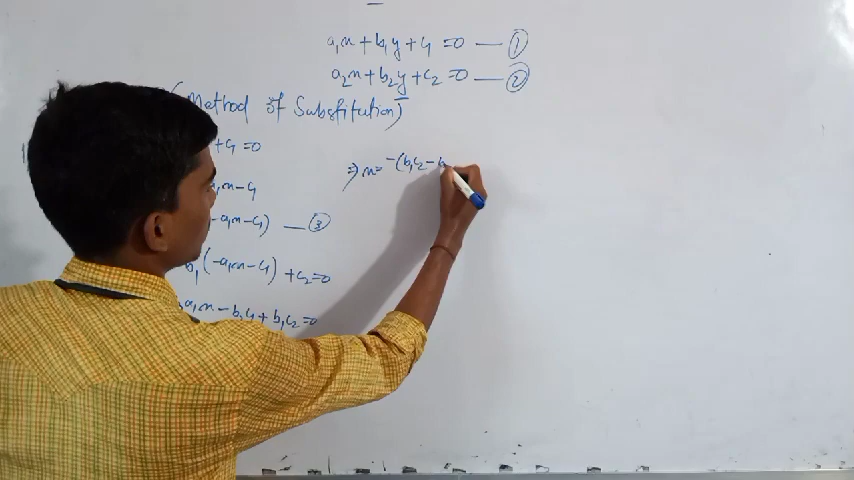 a₁x + b₁y + c₁ = 0 — ①
a₂x + b₂y + c₂ = 0 — ②
(Method of Substitution)
+ c₁ = 0
a₁x - c₁
-a₁x - c₁) — ③
b₁ (-a₁x - c₁) + c₂ = 0
a₁x - b₂c₁ + b₁c₂ = 0
⇒ x = -(b₁c₂ -